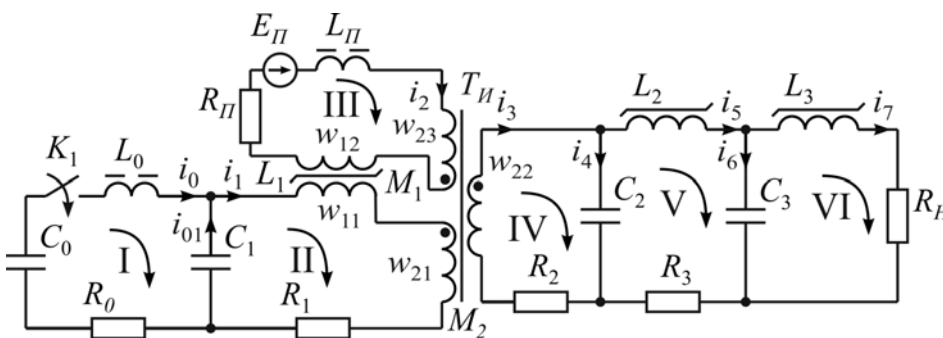 E_П L_П
R_П III i_2 T_И i_3 L_2 i_5 L_3 i_7
w_12 w_23
K_1 L_0 i_0 i_1 L_1 M_1 w_22 i_4 i_6
w_11 C_2 C_3 R_Н
C_0 I i_01 C_1 II w_21 IV V VI
R_0 R_1 M_2 R_2 R_3